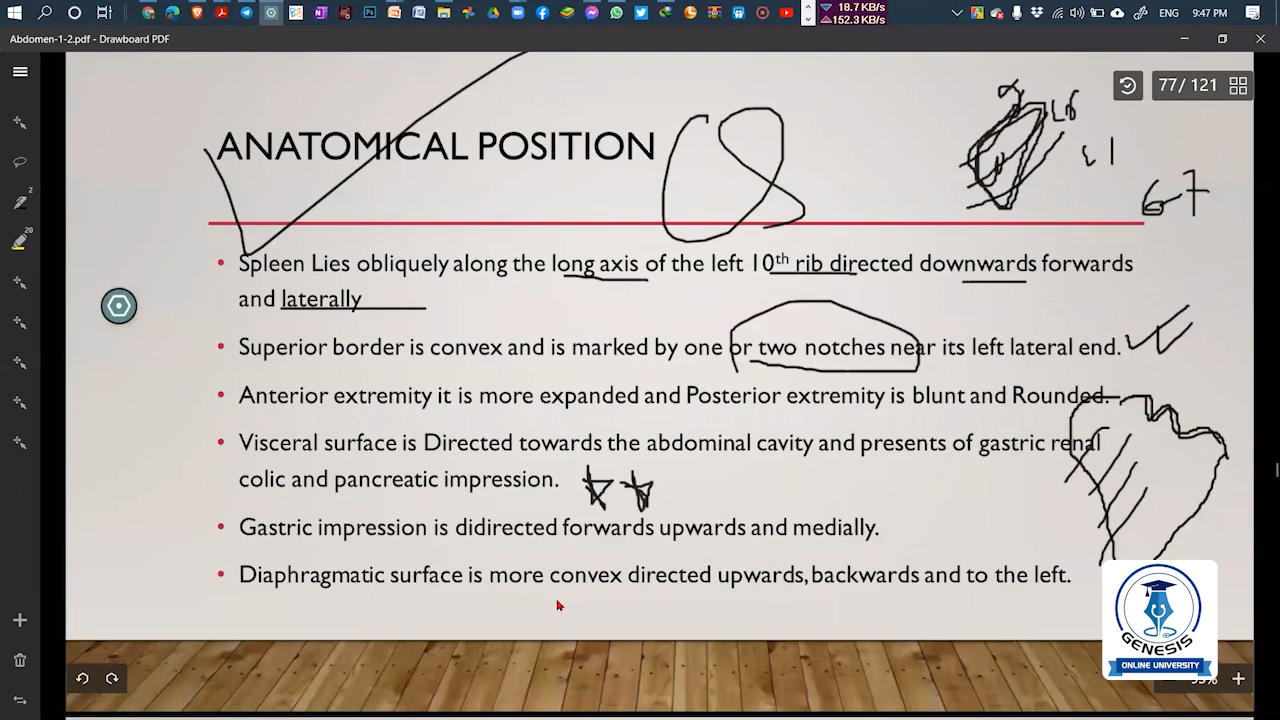 18.7 KB/s
152.3 KB/s
ENG
9:47 PM
Abdomen-1-2.pdf - Drawboard PDF
77/ 121
ANATOMICAL POSITION
6-7
• Spleen Lies obliquely along the long axis of the left 10th rib directed downwards forwards
and laterally
• Superior border is convex and is marked by one or two notches near its left lateral end.
• Anterior extremity it is more expanded and Posterior extremity is blunt and Rounded.
• Visceral surface is Directed towards the abdominal cavity and presents of gastric renal
colic and pancreatic impression.
• Gastric impression is didirected forwards upwards and medially.
• Diaphragmatic surface is more convex directed upwards, backwards and to the left.
2
20
GENESIS
ONLINE UNIVERSITY